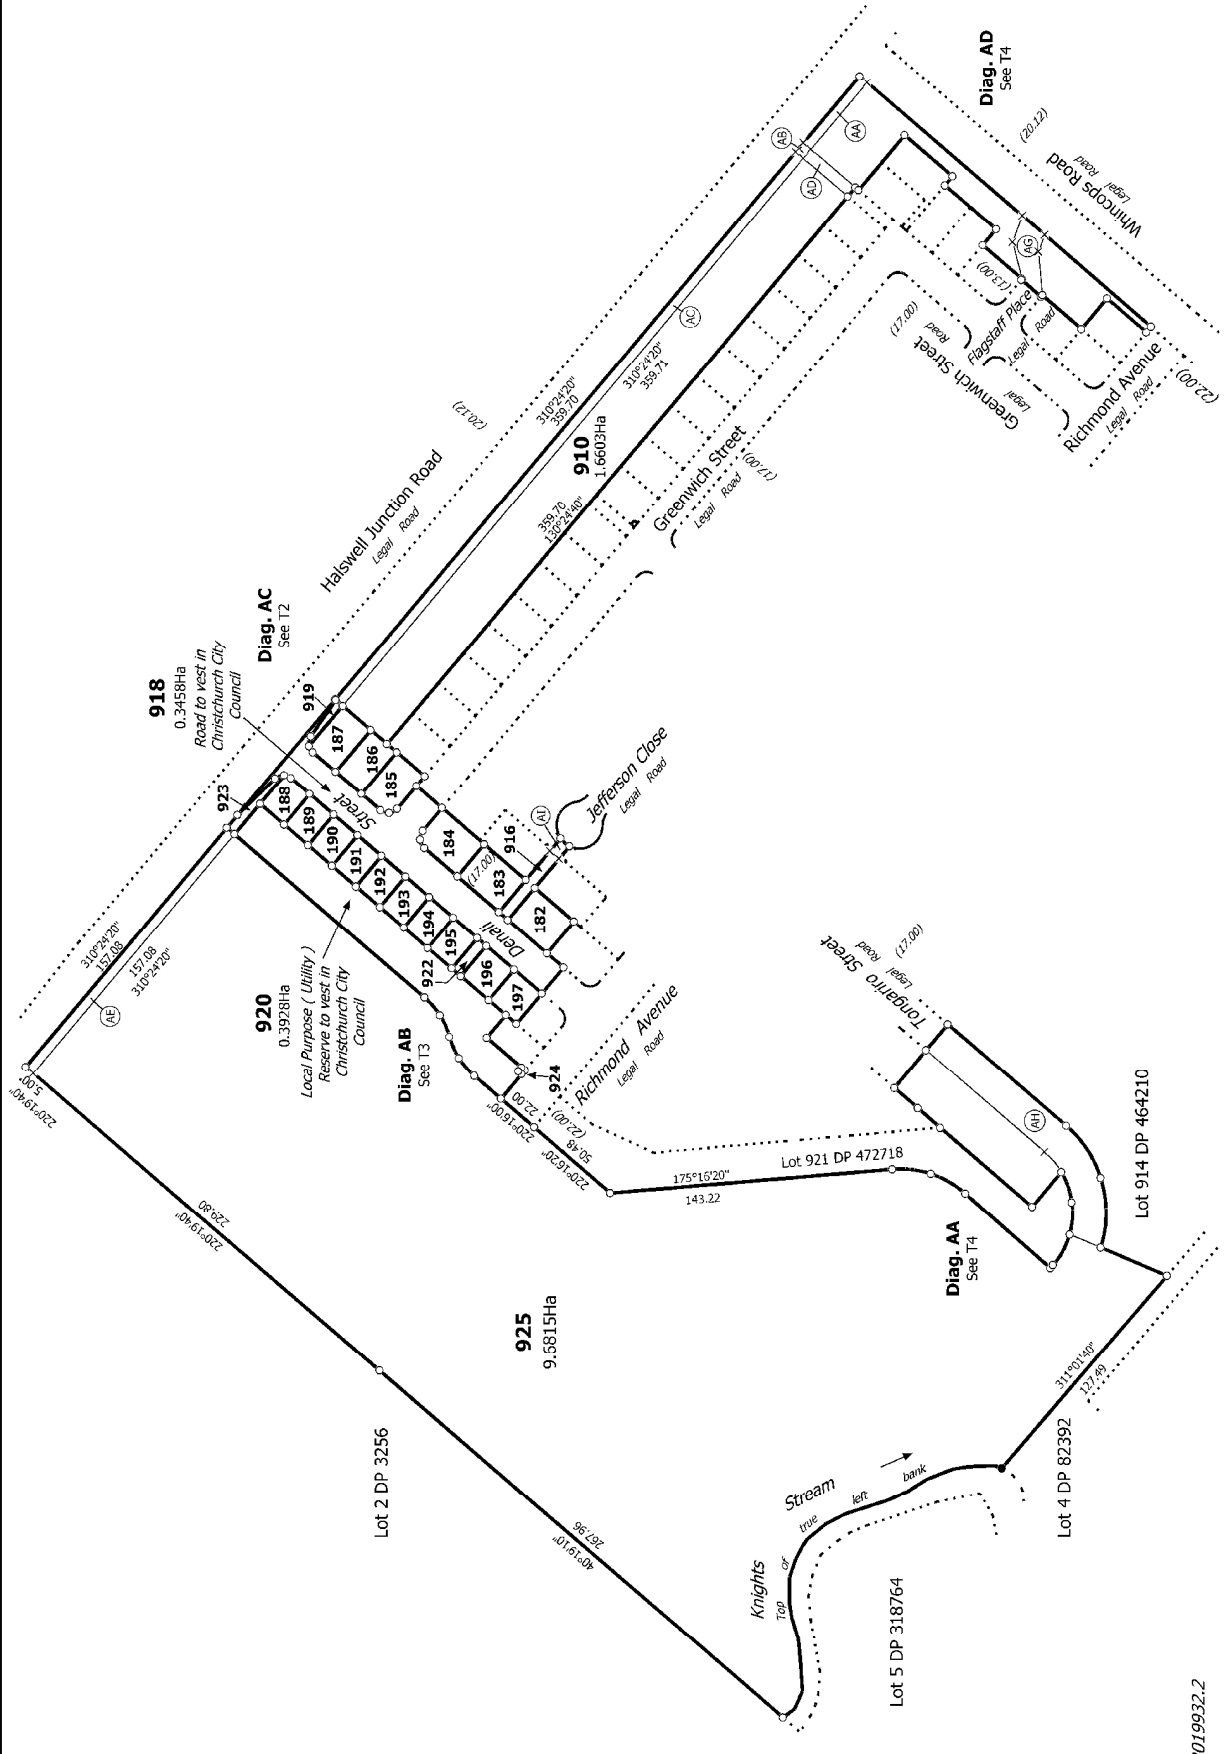 Diag. AD
See T4
(20.12)
Whincops Road
Legal Road
AB
AA
AD
AG
AC
(13.00)
Flagstaff Place
Legal Road
(17.00)
Greenwich Street
Legal Road
Richmond Avenue
Legal Road
(22.00)
310°24'20"
359.71
310°24'20"
359.70
(20.12)
910
1.6603Ha
359.70
130°24'40"
Greenwich Street
Legal Road
(17.00)
Halswell Junction Road
Legal Road
Diag. AC
See T2
918
0.3458Ha
Road to vest in
Christchurch City
Council
919
187
186
185
923
188
189
190
191
192
193
194
195
922
196
197
Denali
Street
(17.00)
184
183
916
182
AI
Jefferson Close
Legal Road
310°24'20"
157.08
157.08
310°24'20"
AE
920
0.3928Ha
Local Purpose ( Utility )
Reserve to vest in
Christchurch City
Council
Diag. AB
See T3
924
Richmond Avenue
Legal Road
(22.00)
22.00
220°16'00"
50.48
220°16'20"
220°19'40"
5.00
229.80
220°19'40"
175°16'20"
143.22
Lot 921 DP 472718
Tongariro Street
Legal Road
(17.00)
AH
Lot 914 DP 464210
Diag. AA
See T4
925
9.6815Ha
Lot 2 DP 3256
267.96
40°19'10"
311°01'40"
127.49
Lot 4 DP 82392
Knights Stream
Top of true left bank
Lot 5 DP 318764
019932.2